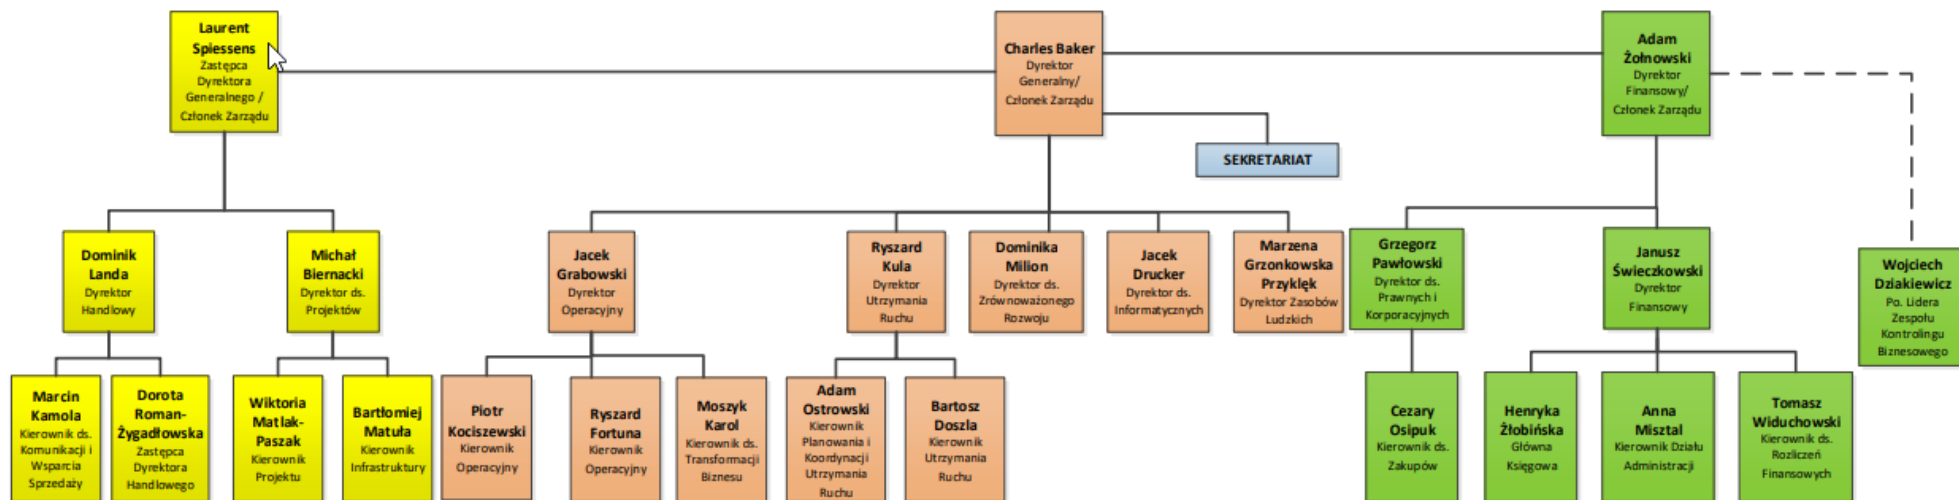 Laurent
Spiessens
Zastępca
Dyrektora
Generalnego /
Członek Zarządu
Charles Baker
Dyrektor
Generalny/
Członek Zarządu
Adam
Żołnowski
Dyrektor
Finansowy/
Członek Zarządu
SEKRETARIAT
Dominik
Landa
Dyrektor
Handlowy
Michał
Biernacki
Dyrektor ds.
Projektów
Jacek
Grabowski
Dyrektor
Operacyjny
Ryszard
Kula
Dyrektor
Utrzymania
Ruchu
Dominika
Milion
Dyrektor ds.
Zrównoważonego
Rozwoju
Jacek
Drucker
Dyrektor ds.
Informatycznych
Marzena
Grzonkowska
Przyklęk
Dyrektor Zasobów
Ludzkich
Grzegorz
Pawłowski
Dyrektor ds.
Prawnych i
Korporacyjnych
Janusz
Świeczkowski
Dyrektor
Finansowy
Wojciech
Dziakiewicz
Po. Lidera
Zespołu
Kontrolingu
Biznesowego
Marcin
Kamola
Kierownik ds.
Komunikacji i
Wsparcia
Sprzedaży
Dorota
Roman-
Żygadłowska
Zastępca
Dyrektora
Handlowego
Wiktoria
Matlak-
Paszak
Kierownik
Projektu
Bartłomiej
Matuła
Kierownik
Infrastruktury
Piotr
Kociszewski
Kierownik
Operacyjny
Ryszard
Fortuna
Kierownik
Operacyjny
Moszyk
Karol
Kierownik ds.
Transformacji
Biznesu
Adam
Ostrowski
Kierownik
Planowania i
Koordynacji
Utrzymania
Ruchu
Bartosz
Doszla
Kierownik
Utrzymania
Ruchu
Cezary
Osipuk
Kierownik ds.
Zakupów
Henryka
Żłobińska
Główna
Księgowa
Anna
Misztal
Kierownik Działu
Administracji
Tomasz
Widuchowski
Kierownik ds.
Rozliczeń
Finansowych